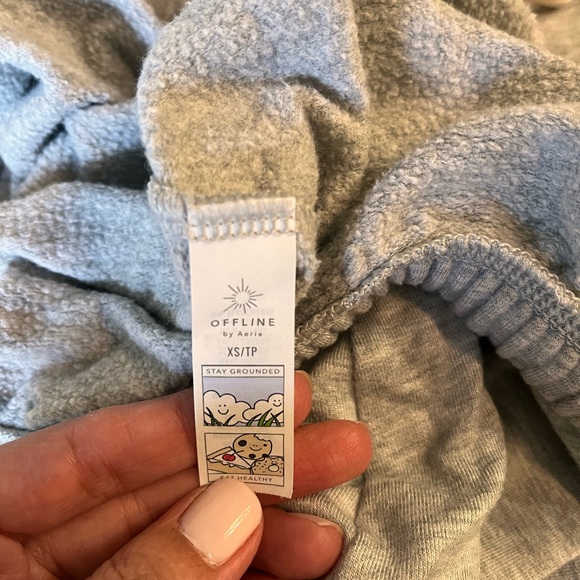 OFFLINE
by Aerie
XS/TP
STAY GROUNDED
EAT HEALTHY